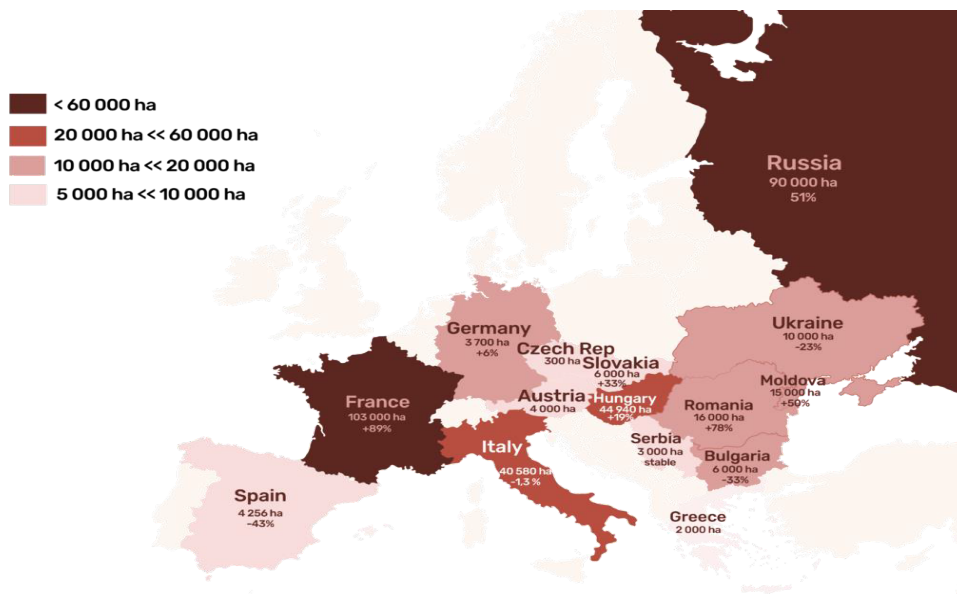 < 60 000 ha
20 000 ha << 60 000 ha
10 000 ha << 20 000 ha
5 000 ha << 10 000 ha
Russia
90 000 ha
51%
Germany
3 700 ha
+6%
Czech Rep
300 ha
Slovakia
6 000 ha
+33%
Ukraine
10 000 ha
-23%
France
103 000 ha
+89%
Austria
4 000 ha
Hungary
44 940 ha
+19%
Moldova
15 000 ha
+50%
Romania
16 000 ha
+78%
Italy
40 580 ha
-1,3 %
Serbia
3 000 ha
stable
Bulgaria
6 000 ha
-33%
Spain
4 256 ha
-43%
Greece
2 000 ha